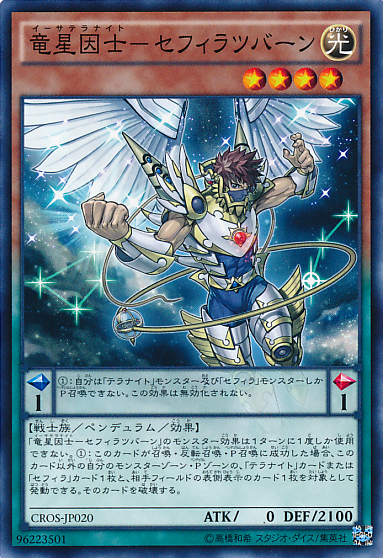 イーサテラナイト
竜星因士－セフィラツバーン
ひかり
光
①：自分は「テラナイト」モンスター及び「セフィラ」モンスターしか
P召喚できない。この効果は無効化されない。
1
1
【戦士族／ペンデュラム／効果】
「竜星因士－セフィラツバーン」のモンスター効果は1ターンに1度しか使用
できない。①：このカードが召喚・反転召喚・P召喚に成功した場合、この
カード以外の自分のモンスターゾーン・Pゾーンの、「テラナイト」カードまたは
「セフィラ」カード1枚と、相手フィールドの表側表示のカード1枚を対象として
発動できる。そのカードを破壊する。
CROS-JP020
ATK/ 0 DEF/2100
96223501
©高橋和希 スタジオ・ダイス/集英社